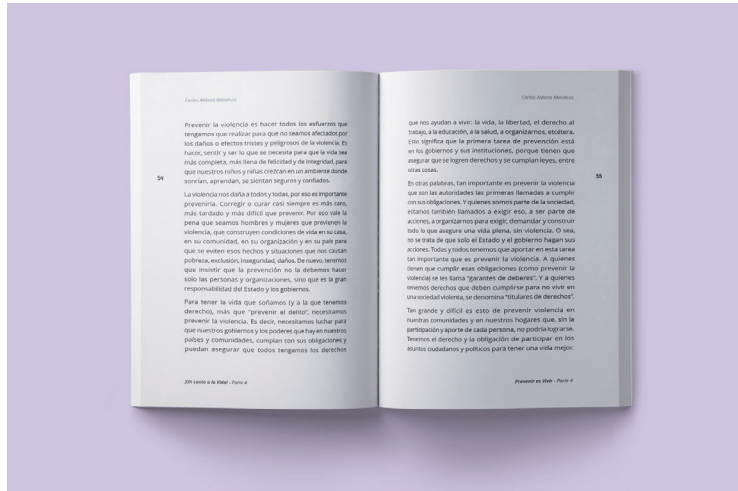 Carlos Aldana Mendoza
Prevenir la violencia es hacer todos los esfuerzos que
tengamos que realizar para que no seamos afectados por
los daños o efectos tristes y peligrosos de la violencia. Es
hacer, sentir y ser lo que se necesita para que la vida sea
más completa, más llena de felicidad y de integridad, para
que nuestros niños y niñas crezcan en un ambiente donde
sonrían, aprendan, se sientan seguros y confiados.
54
La violencia nos daña a todos y todas, por eso es importante
prevenirla. Corregir o curar casi siempre es más caro,
más tardado y más difícil que prevenir. Por eso vale la
pena que seamos hombres y mujeres que previenen la
violencia, que construyen condiciones de vida en su casa,
en su comunidad, en su organización y en su país para
que se eviten esos hechos y situaciones que nos causan
pobreza, exclusión, inseguridad, daños. De nuevo, tenemos
que insistir que la prevención no la debemos hacer
solo las personas y organizaciones, sino que es la gran
responsabilidad del Estado y los gobiernos.
Para tener la vida que soñamos (y a la que tenemos
derecho), más que "prevenir el delito", necesitamos
prevenir la violencia. Es decir, necesitamos luchar para
que nuestros gobiernos y los poderes que hay en nuestros
países y comunidades, cumplan con sus obligaciones y
puedan asegurar que todos tengamos los derechos
¡Un canto a la Vida! - Parte 4
Carlos Aldana Mendoza
que nos ayudan a vivir: la vida, la libertad, el derecho al
trabajo, a la educación, a la salud, a organizarnos, etcétera.
Esto significa que la primera tarea de prevención está
en los gobiernos y sus instituciones, porque tienen que
asegurar que se logren derechos y se cumplan leyes, entre
otras cosas.
55
En otras palabras, tan importante es prevenir la violencia
que son las autoridades las primeras llamadas a cumplir
con sus obligaciones. Y quienes somos parte de la sociedad,
estamos también llamados a exigir eso, a ser parte de
acciones, a organizarnos para exigir, demandar y construir
todo lo que asegure una vida plena, sin violencia. O sea,
no se trata de que solo el Estado y el gobierno hagan sus
acciones. Todas y todos tenemos que aportar en esta tarea
tan importante que es prevenir la violencia. A quienes
tienen que cumplir esas obligaciones (como prevenir la
violencia) se les llama "garantes de deberes". Y a quienes
tenemos derechos que deben cumplirse para no vivir en
una sociedad violenta, se denomina "titulares de derechos".
Tan grande y difícil es esto de prevenir violencia en
nuestras comunidades y en nuestros hogares que, sin la
participación y aporte de cada persona, no podría lograrse.
Tenemos el derecho y la obligación de participar en los
asuntos ciudadanos y políticos para tener una vida mejor.
Prevenir es Vivir - Parte 4